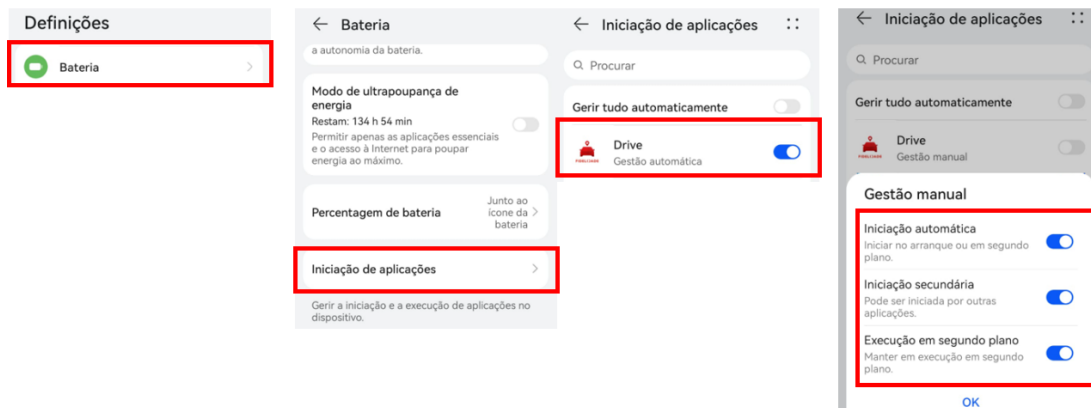 Definições
Bateria
Bateria
a autonomia da bateria.
Modo de ultrapoupança de
energia
Restam: 134 h 54 min
Permitir apenas as aplicações essenciais
e o acesso à Internet para poupar
energia ao máximo.
Percentagem de bateria
Junto ao
ícone da
bateria
Iniciação de aplicações
Gerir a iniciação e a execução de aplicações no
dispositivo.
Iniciação de aplicações
Procurar
Gerir tudo automaticamente
FIDELIDADE
Drive
Gestão automática
Iniciação de aplicações
Procurar
Gerir tudo automaticamente
FIDELIDADE
Drive
Gestão manual
Gestão manual
Iniciação automática
Iniciar no arranque ou em segundo
plano.
Iniciação secundária
Pode ser iniciada por outras
aplicações.
Execução em segundo plano
Manter em execução em segundo
plano.
OK